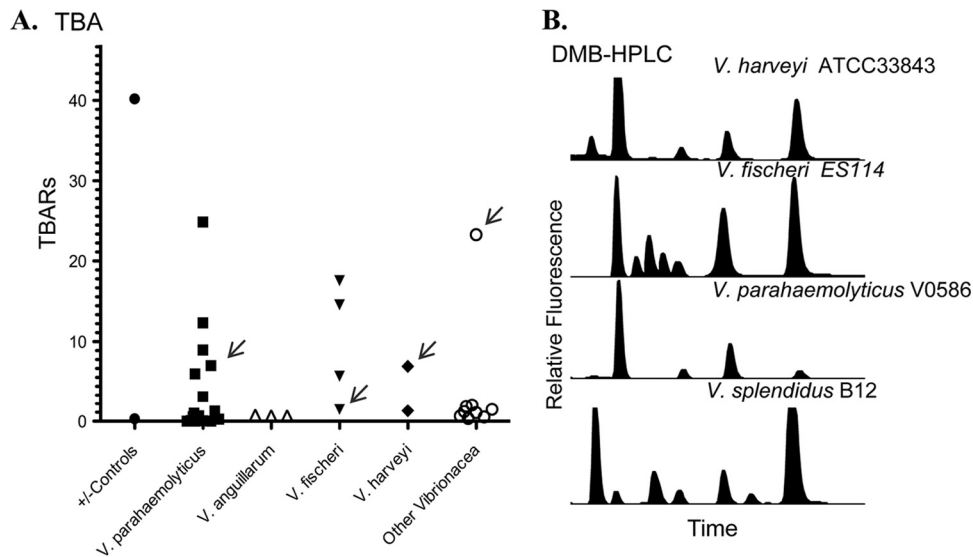 A. TBA
TBARs
40
30
20
10
0
+/-Controls
V. parahaemolyticus
V. anguillarum
V. fischeri
V. harveyi
Other Vibrionacea
B.
DMB-HPLC
V. harveyi ATCC33843
V. fischeri ES114
V. parahaemolyticus V0586
V. splendidus B12
Relative Fluorescence
Time